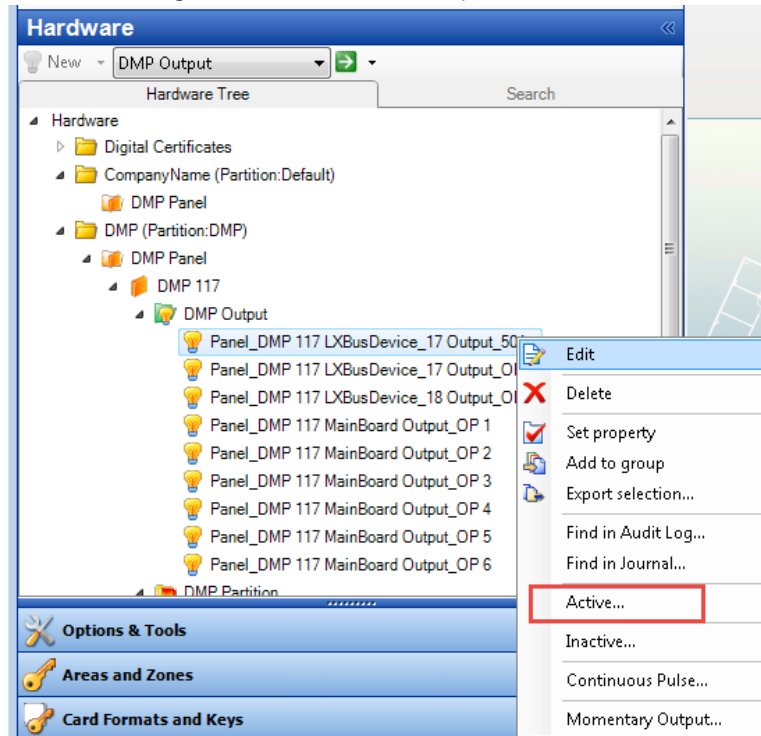 Hardware
New DMP Output
Hardware Tree Search
Hardware
Digital Certificates
CompanyName (Partition:Default)
DMP Panel
DMP (Partition:DMP)
DMP Panel
DMP 117
DMP Output
Panel_DMP 117 LXBusDevice_17 Output_501
Panel_DMP 117 LXBusDevice_17 Output_O
Panel_DMP 117 LXBusDevice_18 Output_O
Panel_DMP 117 MainBoard Output_OP 1
Panel_DMP 117 MainBoard Output_OP 2
Panel_DMP 117 MainBoard Output_OP 3
Panel_DMP 117 MainBoard Output_OP 4
Panel_DMP 117 MainBoard Output_OP 5
Panel_DMP 117 MainBoard Output_OP 6
DMP Partition
Edit
Delete
Set property
Add to group
Export selection...
Find in Audit Log...
Find in Journal...
Active...
Inactive...
Continuous Pulse...
Momentary Output...
Options & Tools
Areas and Zones
Card Formats and Keys